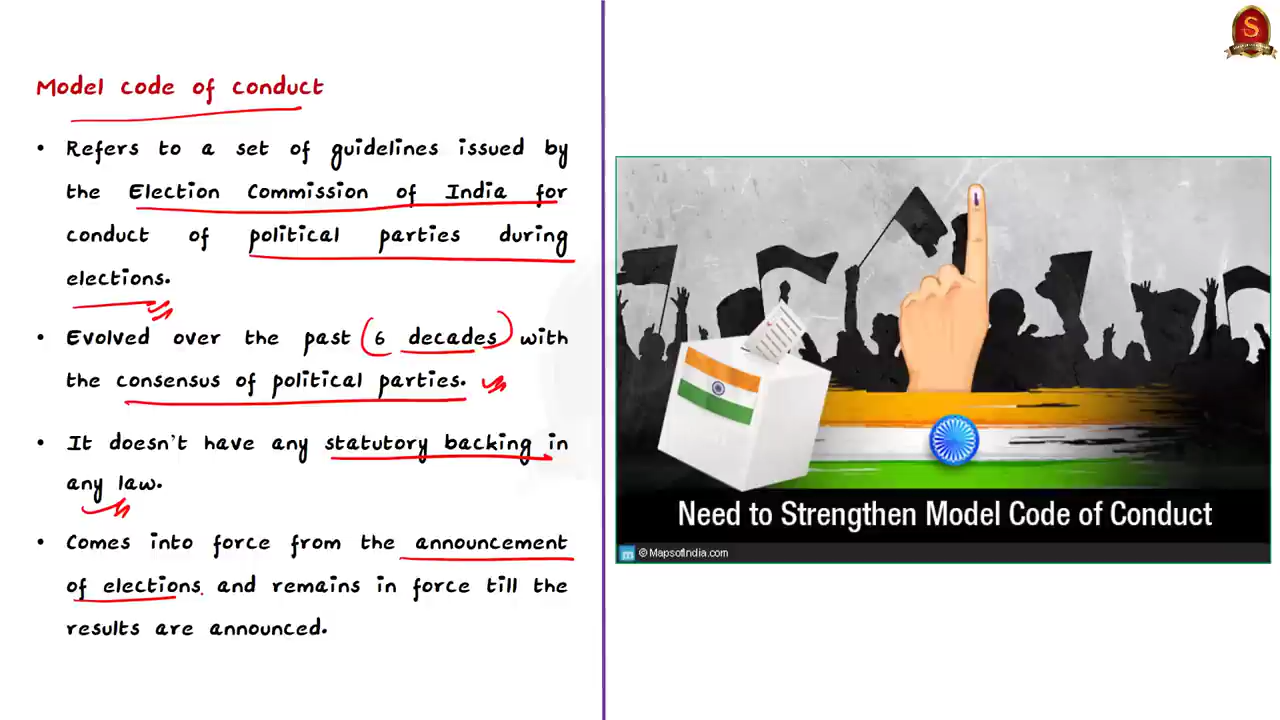 Model code of conduct
• Refers to a set of guidelines issued by
the Election Commission of India for
conduct of political parties during
elections.
• Evolved over the past (6 decades) with
the consensus of political parties.
• It doesn't have any statutory backing in
any law.
• Comes into force from the announcement
of elections and remains in force till the
results are announced.
S
Need to Strengthen Model Code of Conduct
m © MapsofIndia.com